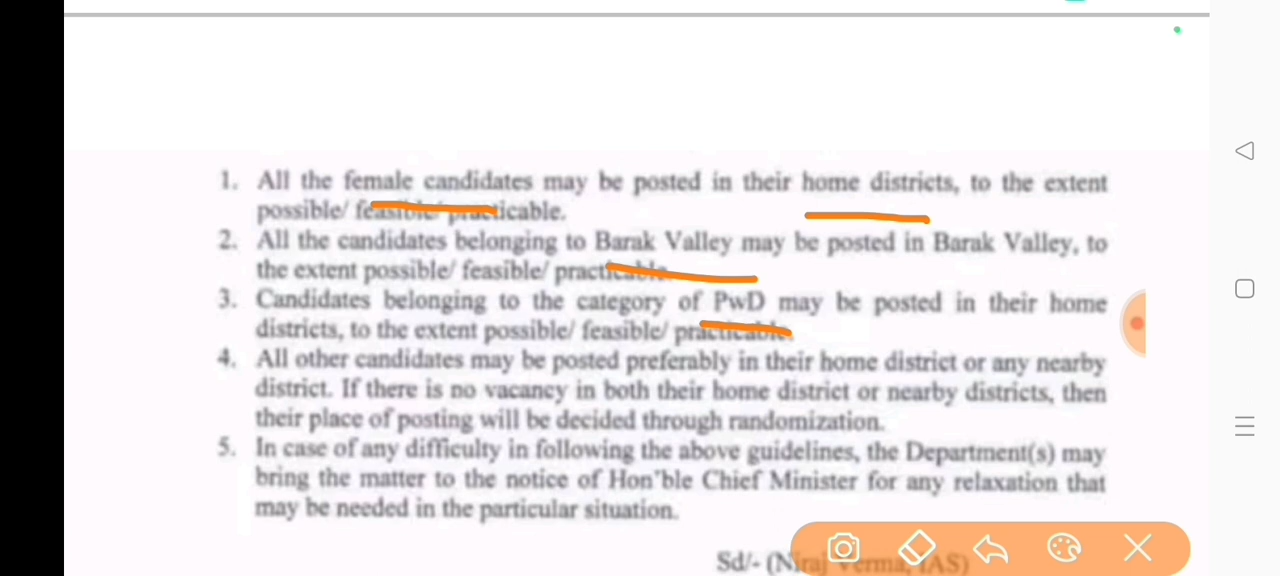 1. All the female candidates may be posted in their home districts, to the extent
possible/ feasible/ practicable.
2. All the candidates belonging to Barak Valley may be posted in Barak Valley, to
the extent possible/ feasible/ practicable.
3. Candidates belonging to the category of PwD may be posted in their home
districts, to the extent possible/ feasible/ practicable.
4. All other candidates may be posted preferably in their home district or any nearby
district. If there is no vacancy in both their home district or nearby districts, then
their place of posting will be decided through randomization.
5. In case of any difficulty in following the above guidelines, the Department(s) may
bring the matter to the notice of Hon'ble Chief Minister for any relaxation that
may be needed in the particular situation.
Sd/- (Niraj Verma, IAS)